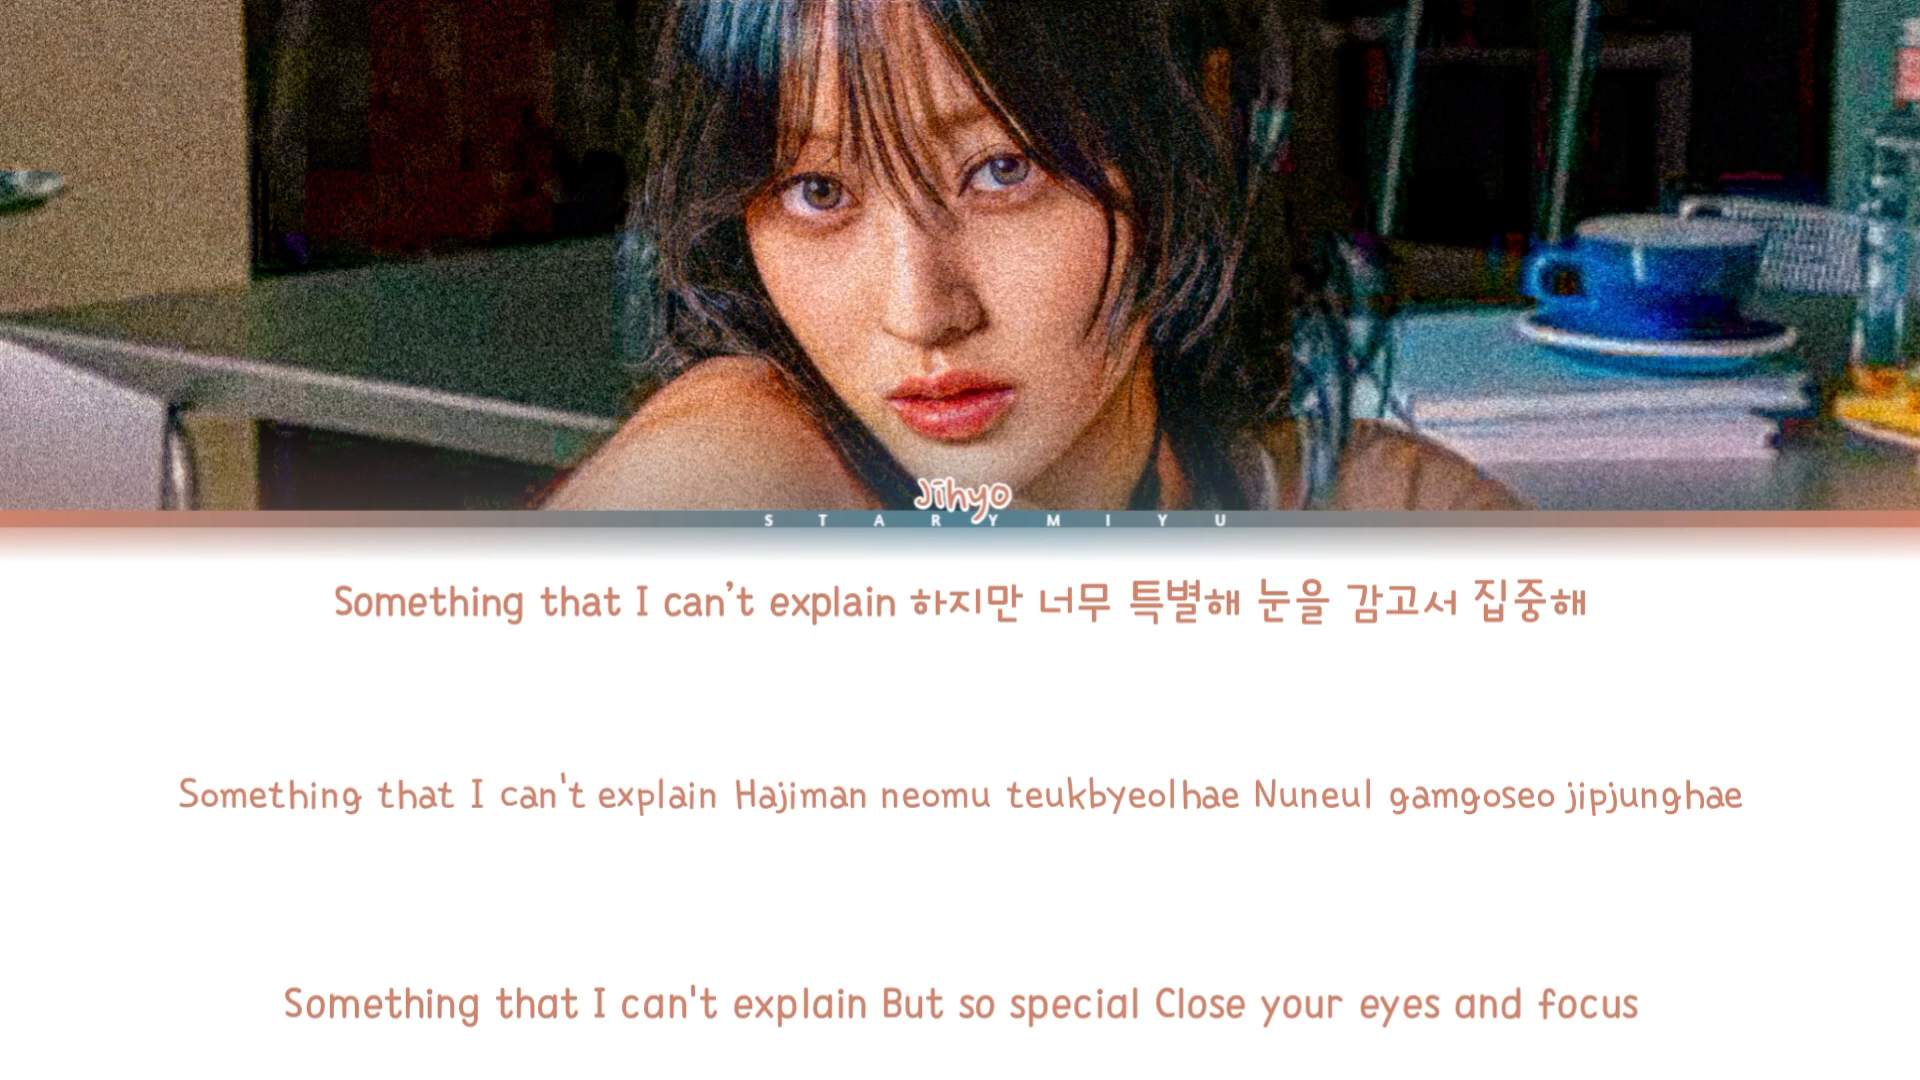 Jihyo
STARYMIYU
Something that I can’t explain 하지만 너무 특별해 눈을 감고서 집중해
Something that I can't explain Hajiman neomu teukbyeolhae Nuneul gamgoseo jipjunghae
Something that I can't explain But so special Close your eyes and focus